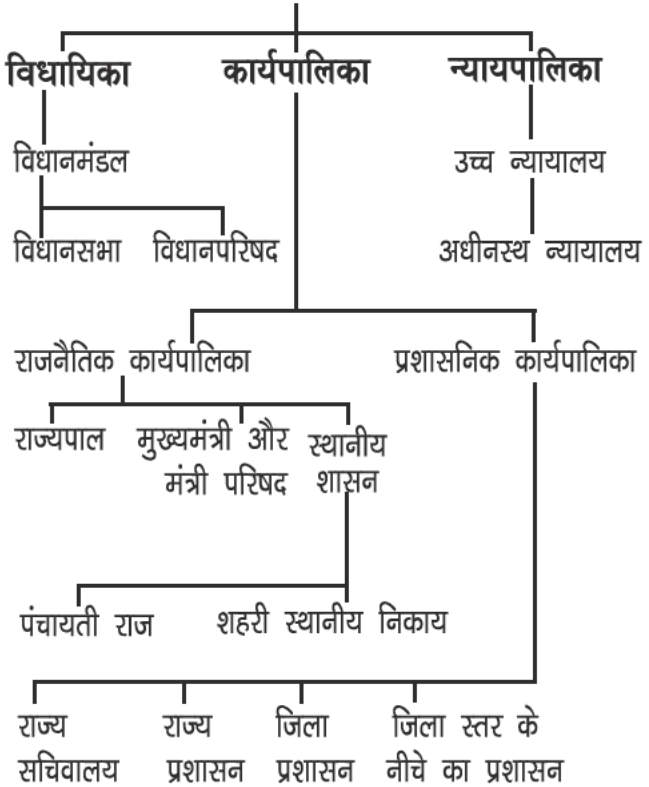 विधायिका कार्यपालिका न्यायपालिका
विधानमंडल उच्च न्यायालय
विधानसभा विधानपरिषद अधीनस्थ न्यायालय
राजनैतिक कार्यपालिका प्रशासनिक कार्यपालिका
राज्यपाल मुख्यमंत्री और स्थानीय
मंत्री परिषद शासन
पंचायती राज शहरी स्थानीय निकाय
राज्य राज्य जिला जिला स्तर के
सचिवालय प्रशासन प्रशासन नीचे का प्रशासन